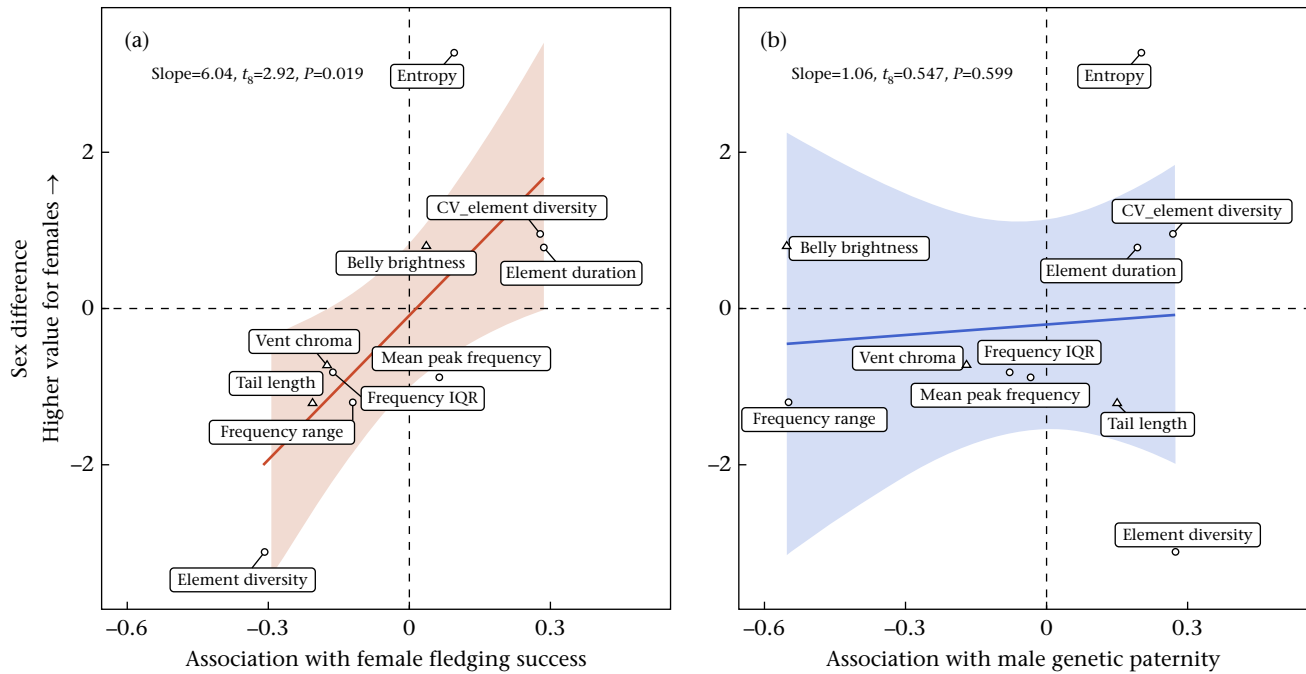 (a)
Slope=6.04, t8=2.92, P=0.019
Entropy
CV_element diversity
Belly brightness
Element duration
Vent chroma
Mean peak frequency
Tail length
Frequency IQR
Frequency range
Element diversity
2
0
−2
−0.6
−0.3
0
0.3
Association with female fledging success
Sex difference
Higher value for females →
(b)
Slope=1.06, t8=0.547, P=0.599
Entropy
CV_element diversity
Belly brightness
Element duration
Vent chroma
Frequency IQR
Mean peak frequency
Frequency range
Tail length
Element diversity
2
0
−2
−0.6
−0.3
0
0.3
Association with male genetic paternity